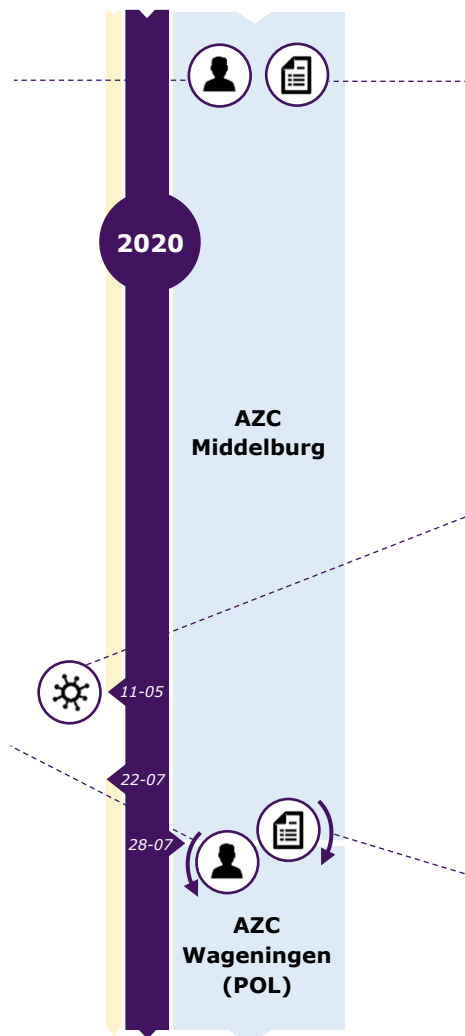 2020
AZC
Middelburg
11-05
22-07
28-07
AZC
Wageningen
(POL)